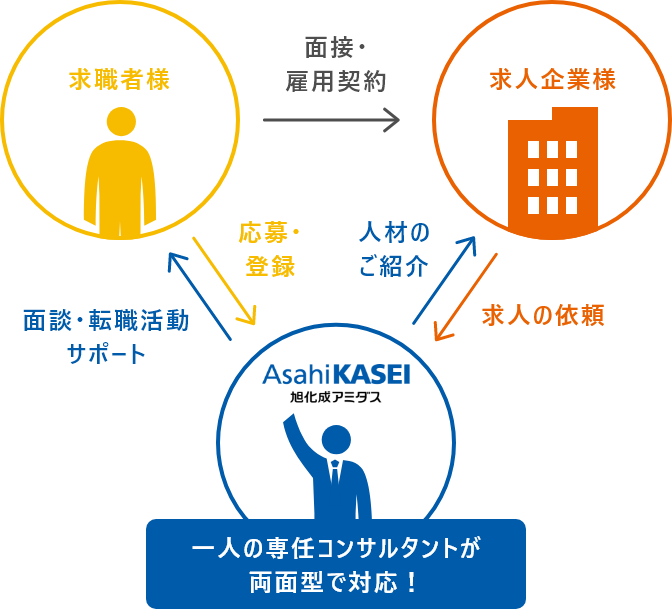 求職者様
面接・
雇用契約
求人企業様
応募・
登録
人材の
ご紹介
面談・転職活動
サポート
求人の依頼
AsahiKASEI
旭化成アミダス
一人の専任コンサルタントが
両面型で対応！